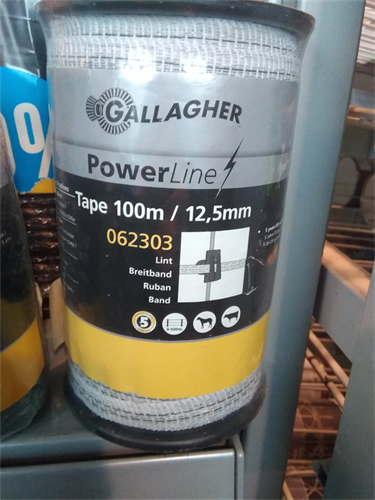 GALLAGHER
PowerLine
Tape 100m / 12,5mm
062303
Lint
Breitband
Ruban
Band
5
%